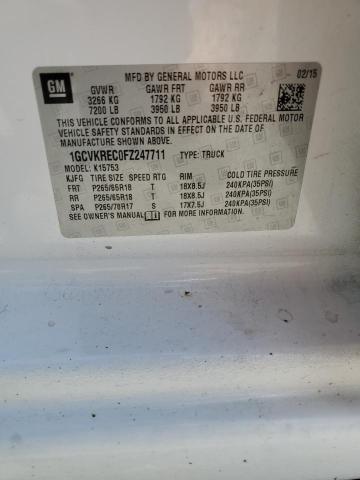 GM
MFD BY GENERAL MOTORS LLC 02/15
GVWR GAWR FRT GAWR RR
3266 KG 1792 KG 1792 KG
7200 LB 3950 LB 3950 LB
THIS VEHICLE CONFORMS TO ALL APPLICABLE U.S. FEDERAL MOTOR
VEHICLE SAFETY STANDARDS IN EFFECT ON THE DATE OF
MANUFACTURE SHOWN ABOVE.
1GCVKREC0FZ247711 TYPE: TRUCK
MODEL: K15753
KJFG TIRE SIZE SPEED RTG RIM COLD TIRE PRESSURE
FRT P265/65R18 T 18X8.5J 240KPA(35PSI)
RR P265/65R18 T 18X8.5J 240KPA(35PSI)
SPA P265/70R17 S 17X7.5J 240KPA(35PSI)
SEE OWNER'S MANUAL FOR MORE INFORMATION.